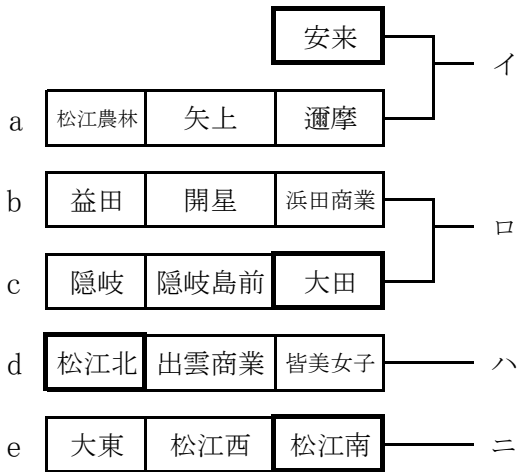 安来
イ
a 松江農林 矢上 邇摩
b 益田 開星 浜田商業
ロ
c 隠岐 隠岐島前 大田
d 松江北 出雲商業 皆美女子 ハ
e 大東 松江西 松江南 ニ